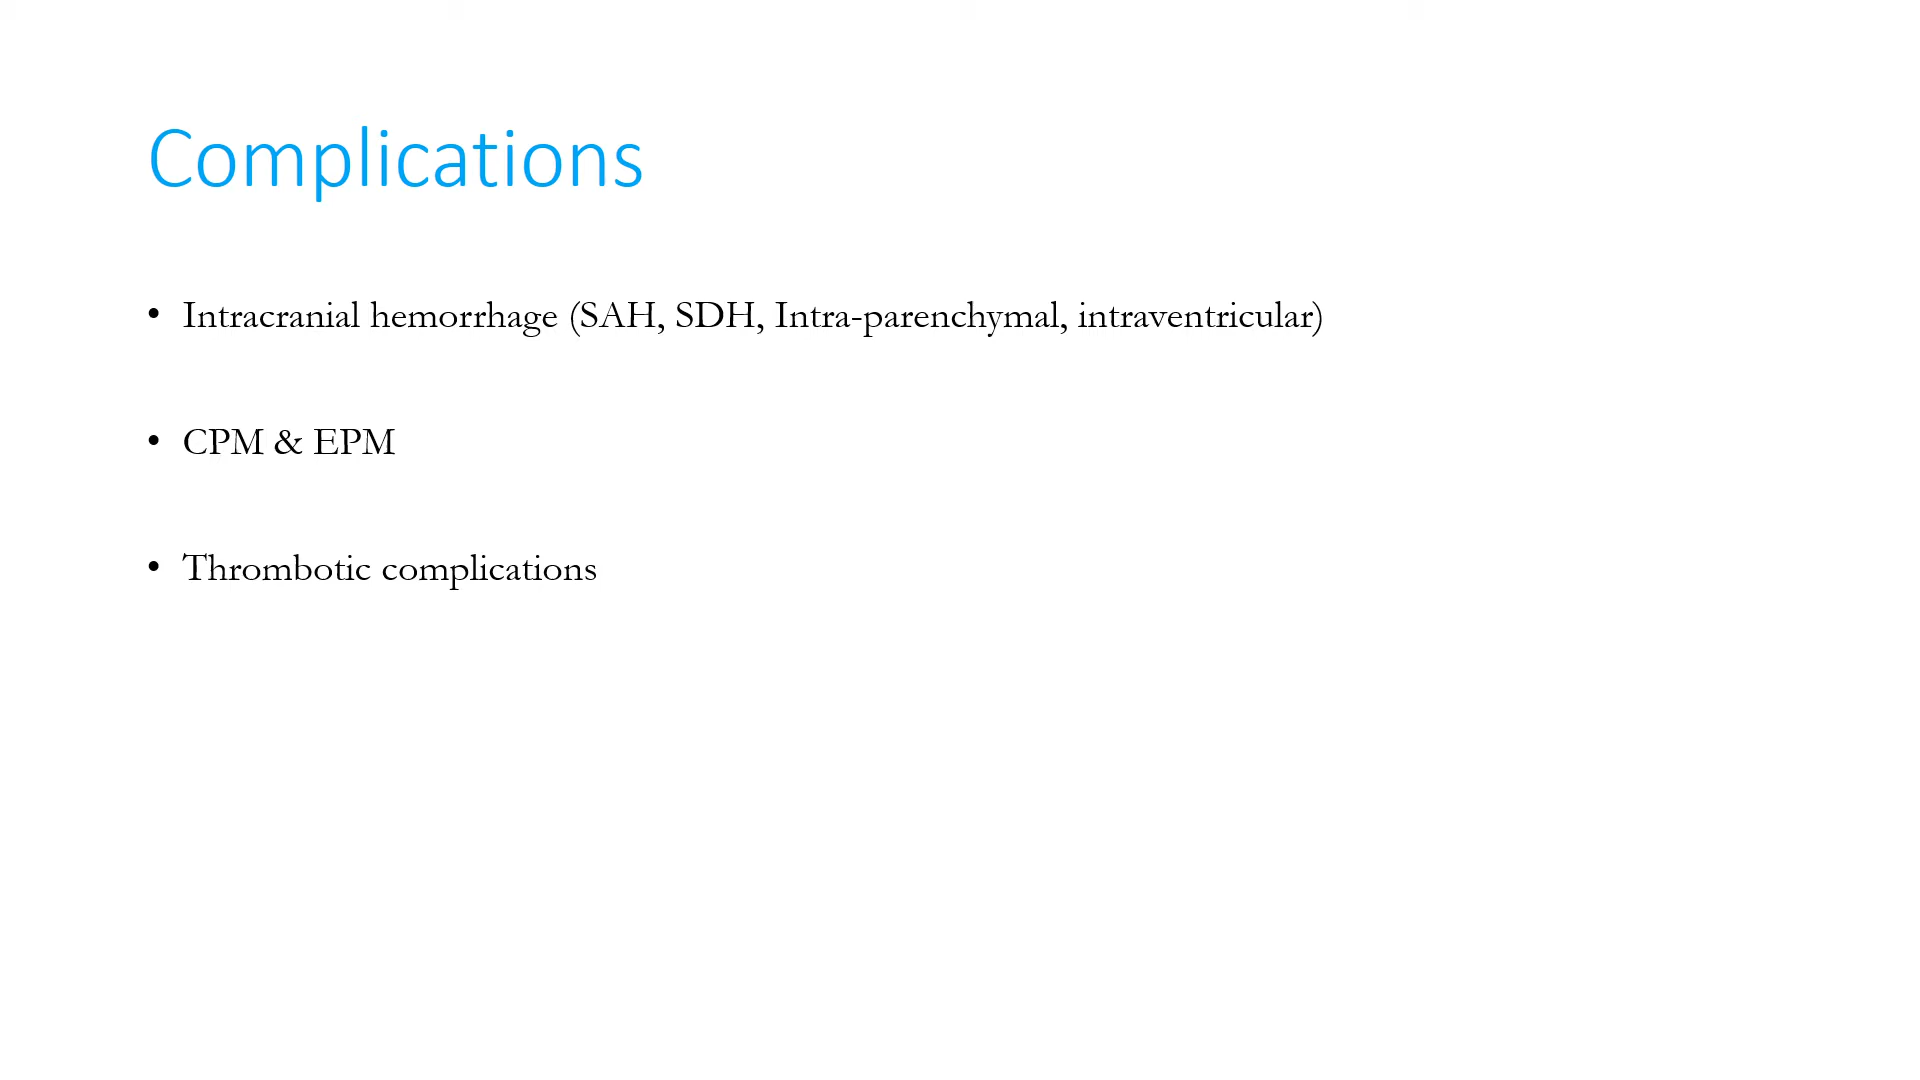 Complications
• Intracranial hemorrhage (SAH, SDH, Intra-parenchymal, intraventricular)
• CPM & EPM
• Thrombotic complications